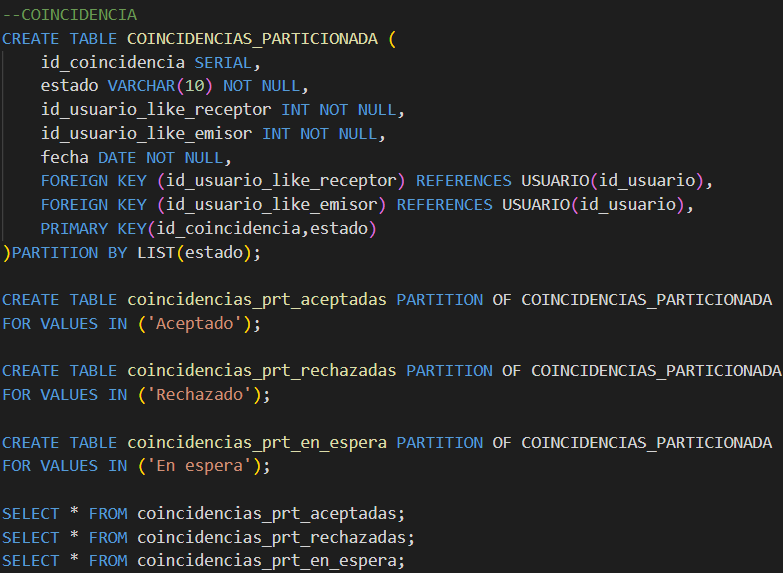 --COINCIDENCIA
CREATE TABLE COINCIDENCIAS_PARTICIONADA (
    id_coincidencia SERIAL,
    estado VARCHAR(10) NOT NULL,
    id_usuario_like_receptor INT NOT NULL,
    id_usuario_like_emisor INT NOT NULL,
    fecha DATE NOT NULL,
    FOREIGN KEY (id_usuario_like_receptor) REFERENCES USUARIO(id_usuario),
    FOREIGN KEY (id_usuario_like_emisor) REFERENCES USUARIO(id_usuario),
    PRIMARY KEY(id_coincidencia,estado)
)PARTITION BY LIST(estado);
CREATE TABLE coincidencias_prt_aceptadas PARTITION OF COINCIDENCIAS_PARTICIONADA
FOR VALUES IN ('Aceptado');
CREATE TABLE coincidencias_prt_rechazadas PARTITION OF COINCIDENCIAS_PARTICIONADA
FOR VALUES IN ('Rechazado');
CREATE TABLE coincidencias_prt_en_espera PARTITION OF COINCIDENCIAS_PARTICIONADA
FOR VALUES IN ('En espera');
SELECT * FROM coincidencias_prt_aceptadas;
SELECT * FROM coincidencias_prt_rechazadas;
SELECT * FROM coincidencias_prt_en_espera;